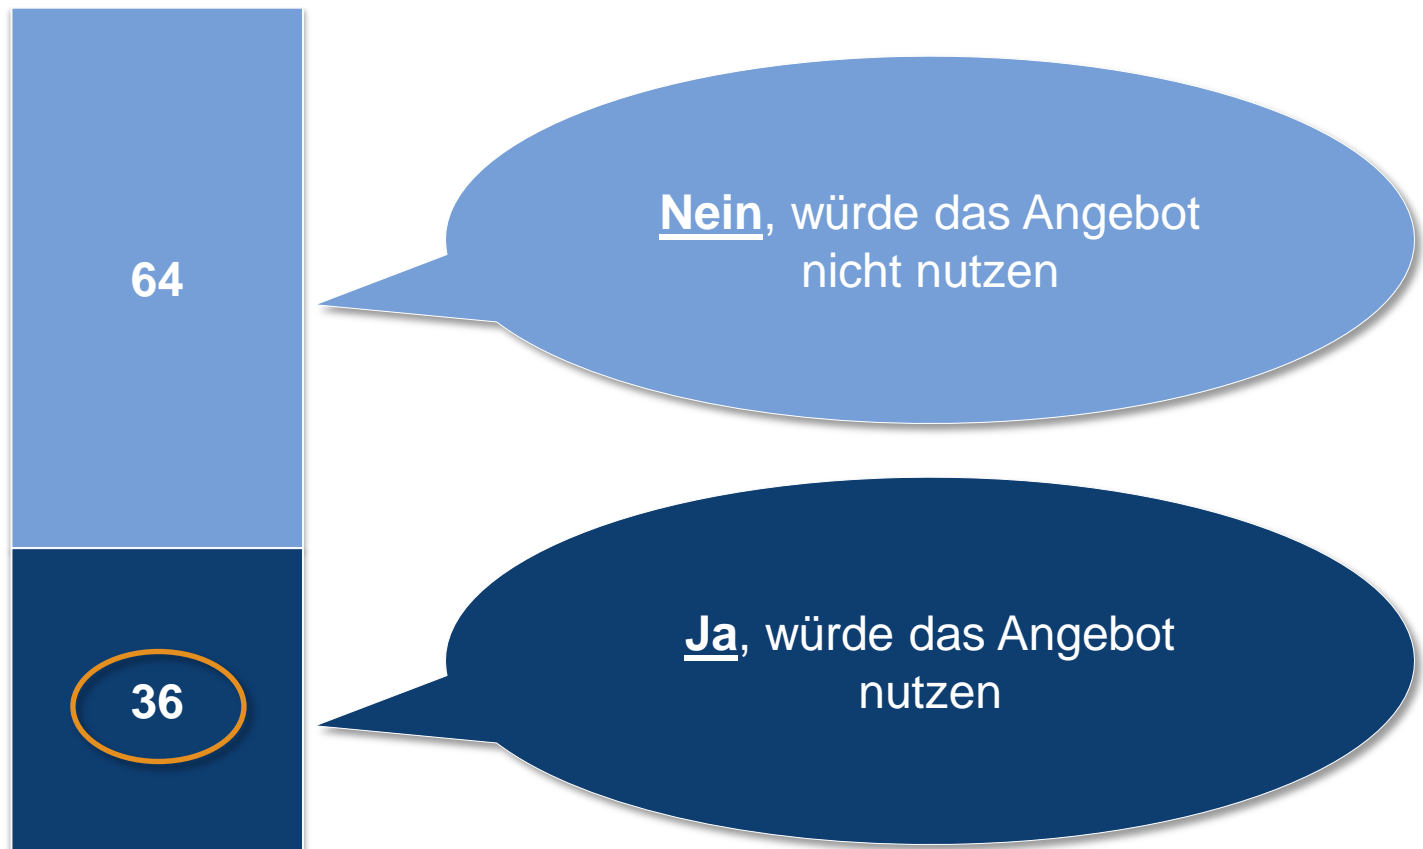 64
Nein, würde das Angebot
nicht nutzen
36
Ja, würde das Angebot
nutzen